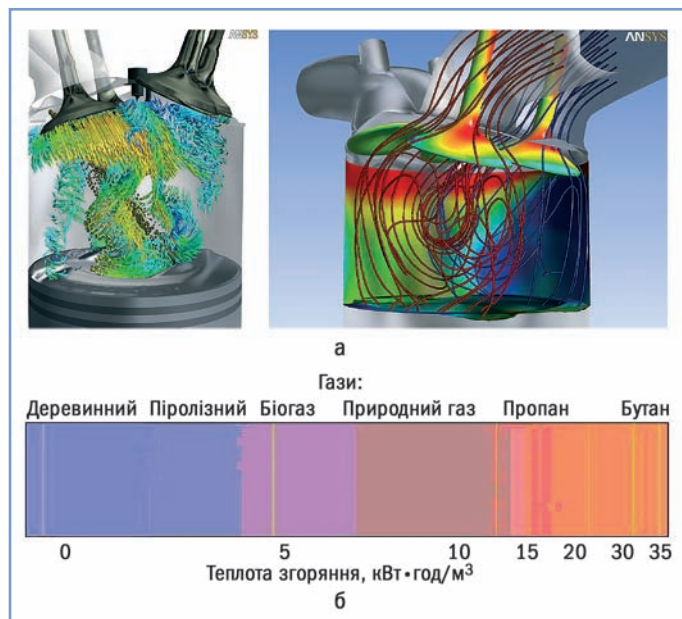 ANSYS
ANSYS
а
Гази:
Деревинний Піролізний Біогаз Природний газ Пропан Бутан
0 5 10 15 20 30 35
Теплота згоряння, кВт•год/м³
б